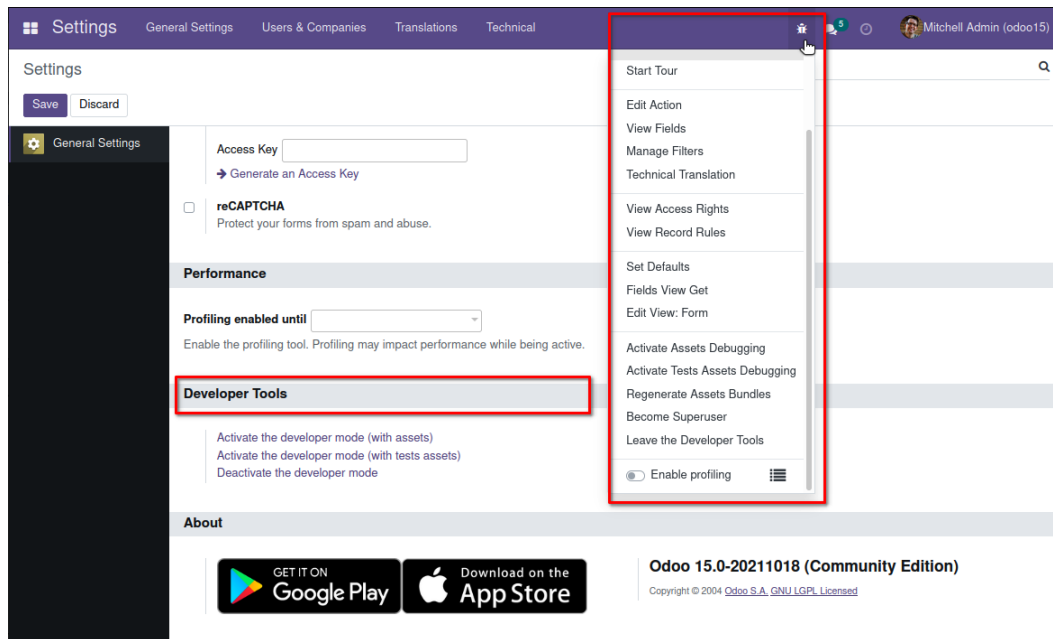 Settings
General Settings
Users & Companies
Translations
Technical
5
Mitchell Admin (odoo15)
Settings
Save
Discard
General Settings
Access Key
Generate an Access Key
reCAPTCHA
Protect your forms from spam and abuse.
Performance
Profiling enabled until
Enable the profiling tool. Profiling may impact performance while being active.
Developer Tools
Activate the developer mode (with assets)
Activate the developer mode (with tests assets)
Deactivate the developer mode
Start Tour
Edit Action
View Fields
Manage Filters
Technical Translation
View Access Rights
View Record Rules
Set Defaults
Fields View Get
Edit View: Form
Activate Assets Debugging
Activate Tests Assets Debugging
Regenerate Assets Bundles
Become Superuser
Leave the Developer Tools
Enable profiling
About
GET IT ON
Google Play
Download on the
App Store
Odoo 15.0-20211018 (Community Edition)
Copyright © 2004 Odoo S.A. GNU LGPL Licensed